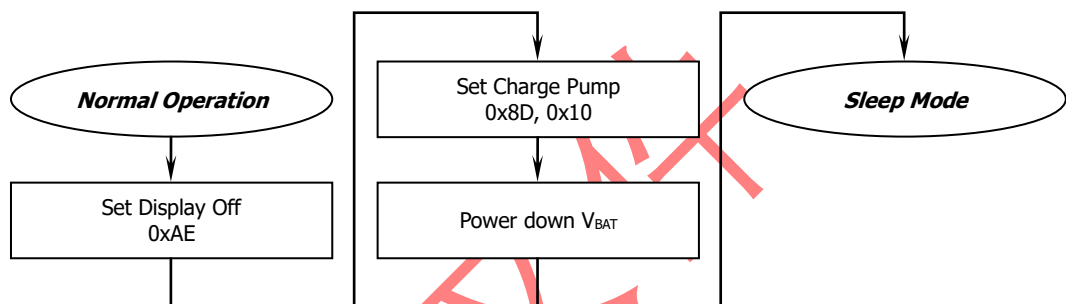 Normal Operation
Set Display Off
0xAE
Set Charge Pump
0x8D, 0x10
Power down VBAT
Sleep Mode